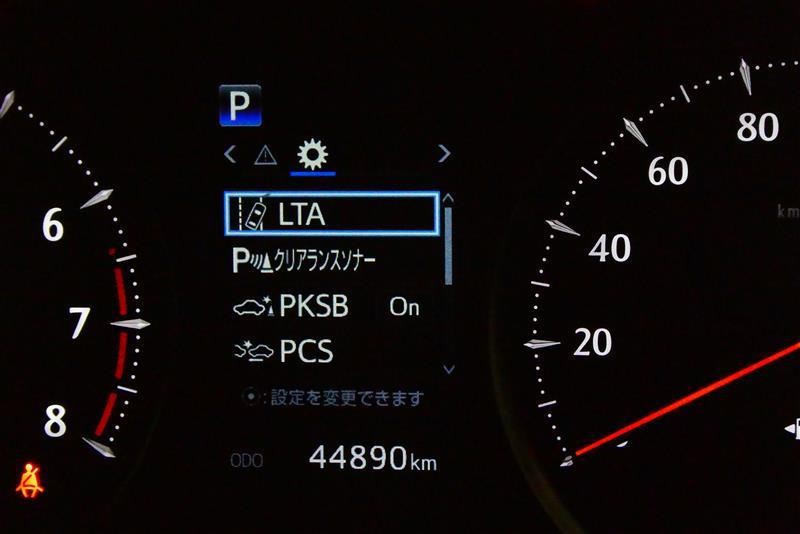 P
LTA
Pクリアランスソナー
PKSB On
PCS
:設定を変更できます
ODO 44890km
6
7
8
20
40
60
80
km